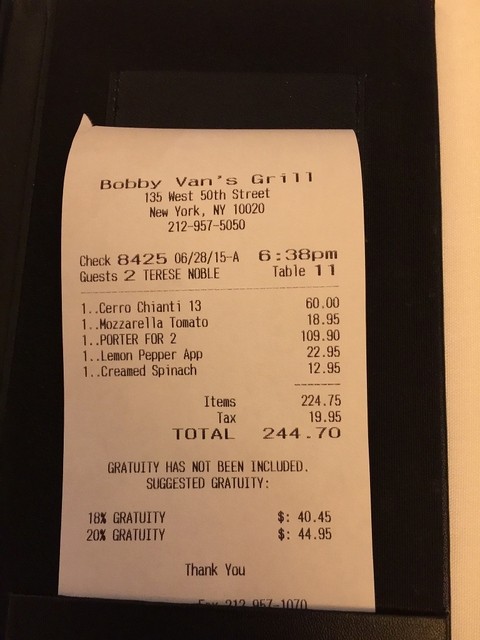 Bobby Van's Grill
135 West 50th Street
New York, NY 10020
212-957-5050
Check 8425 06/28/15-A 6:38pm
Guests 2 TERESE NOBLE Table 11
1..Cerro Chianti 13 60.00
1..Mozzarella Tomato 18.95
1..PORTER FOR 2 109.90
1..Lemon Pepper App 22.95
1..Creamed Spinach 12.95
Items 224.75
Tax 19.95
TOTAL 244.70
GRATUITY HAS NOT BEEN INCLUDED.
SUGGESTED GRATUITY:
18% GRATUITY $: 40.45
20% GRATUITY $: 44.95
Thank You
Fax 212 957-1070